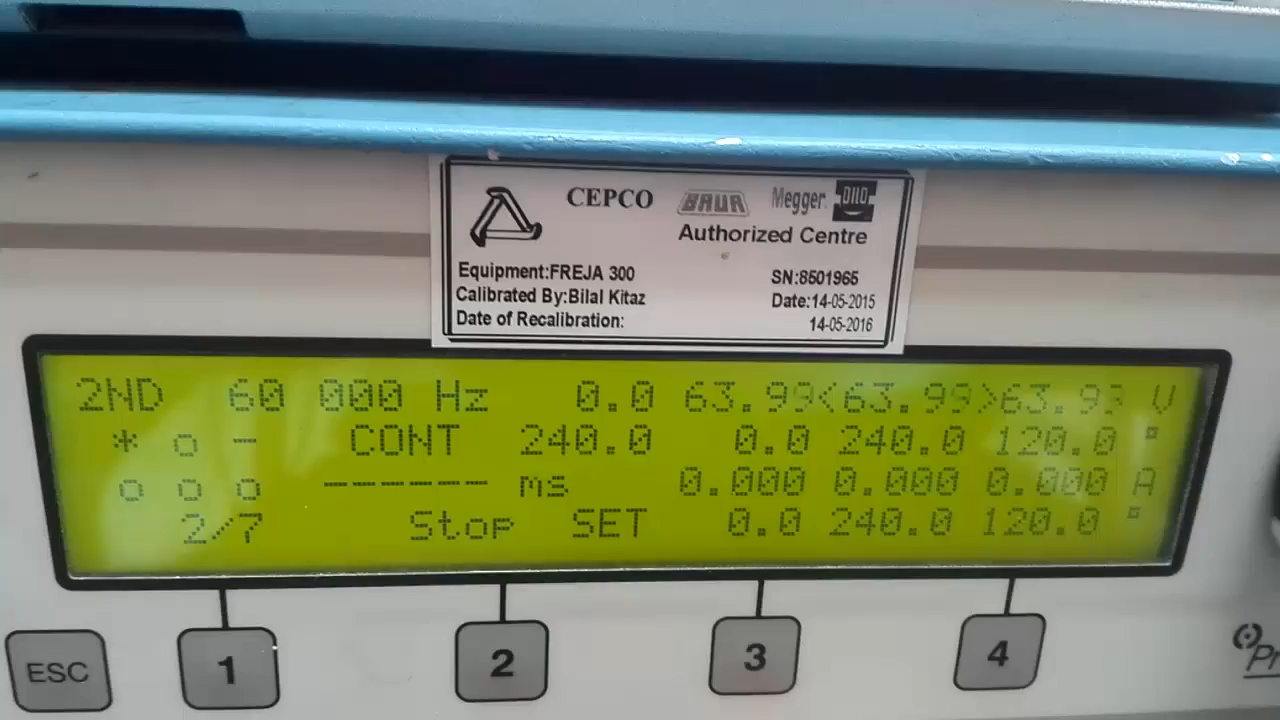 CEPCO BAUR Megger. DILO
Authorized Centre
Equipment:FREJA 300 SN:8501965
Calibrated By:Bilal Kitaz Date:14-05-2015
Date of Recalibration: 14-05-2016
2ND 60 000 Hz 0.0 63.99<63.99>63.93 V
* o - CONT 240.0 0.0 240.0 120.0 °
o o o ------ ms 0.000 0.000 0.000 A
2/7 Stop SET 0.0 240.0 120.0 °
ESC 1 2 3 4